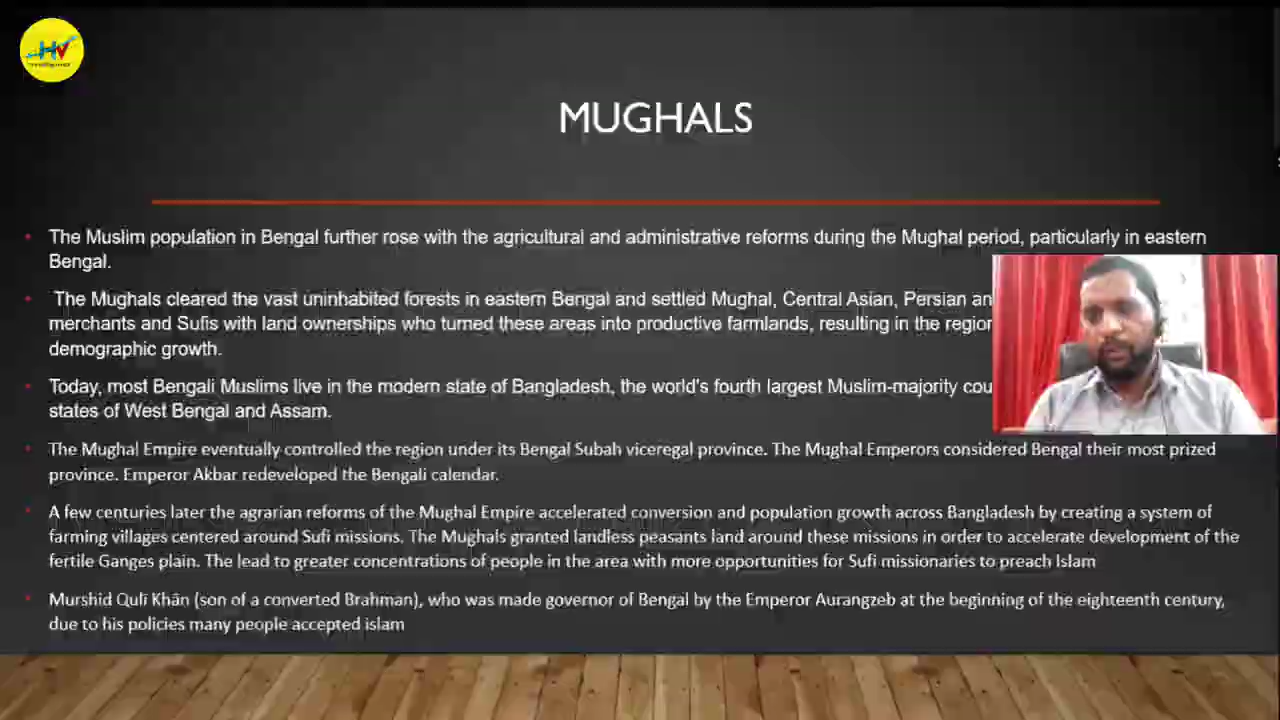 HV
MUGHALS
The Muslim population in Bengal further rose with the agricultural and administrative reforms during the Mughal period, particularly in eastern
Bengal.
The Mughals cleared the vast uninhabited forests in eastern Bengal and settled Mughal, Central Asian, Persian an
merchants and Sufis with land ownerships who turned these areas into productive farmlands, resulting in the region
demographic growth.
Today, most Bengali Muslims live in the modern state of Bangladesh, the world's fourth largest Muslim-majority cou
states of West Bengal and Assam.
The Mughal Empire eventually controlled the region under its Bengal Subah viceregal province. The Mughal Emperors considered Bengal their most prized
province. Emperor Akbar redeveloped the Bengali calendar.
A few centuries later the agrarian reforms of the Mughal Empire accelerated conversion and population growth across Bangladesh by creating a system of
farming villages centered around Sufi missions. The Mughals granted landless peasants land around these missions in order to accelerate development of the
fertile Ganges plain. The lead to greater concentrations of people in the area with more opportunities for Sufi missionaries to preach Islam
Murshid Qulī Khān (son of a converted Brahman), who was made governor of Bengal by the Emperor Aurangzeb at the beginning of the eighteenth century,
due to his policies many people accepted islam